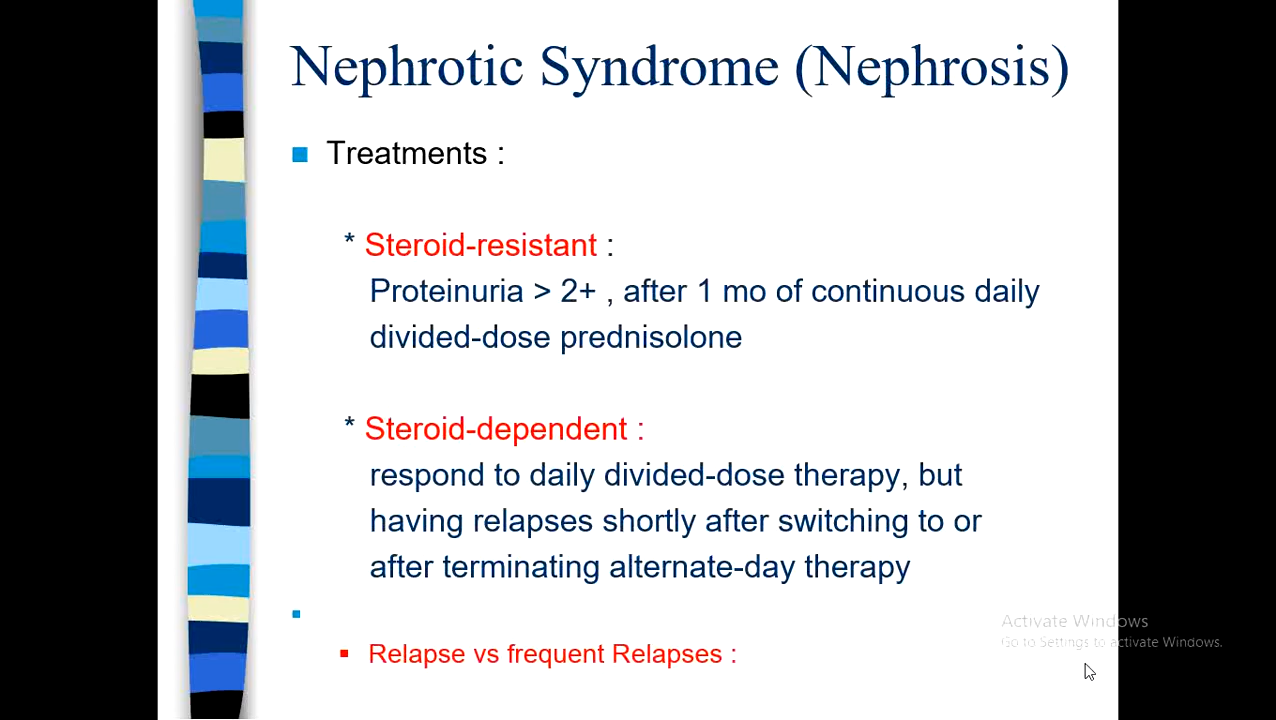 Nephrotic Syndrome (Nephrosis)
Treatments :
* Steroid-resistant :
Proteinuria > 2+ , after 1 mo of continuous daily
divided-dose prednisolone
* Steroid-dependent :
respond to daily divided-dose therapy, but
having relapses shortly after switching to or
after terminating alternate-day therapy
Relapse vs frequent Relapses :
Activate Windows
Go to Settings to activate Windows.